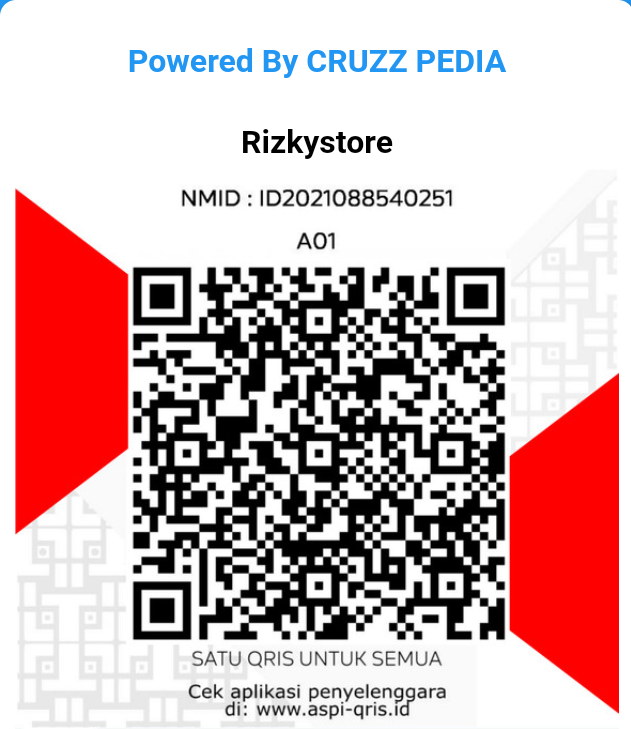 Powered By CRUZZ PEDIA
Rizkystore
NMID : ID2021088540251
A01
SATU QRIS UNTUK SEMUA
Cek aplikasi penyelenggara
di: www.aspi-qris.id